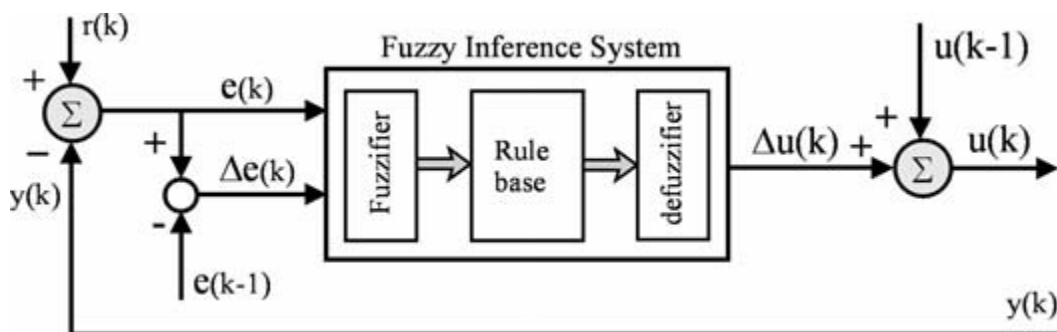 r(k)
Fuzzy Inference System
u(k-1)
+
e(k)
Σ
Fuzzifier
Rule
base
defuzzifier
+
−
+
Δe(k)
Δu(k)
+
Σ
u(k)
y(k)
-
e(k-1)
y(k)